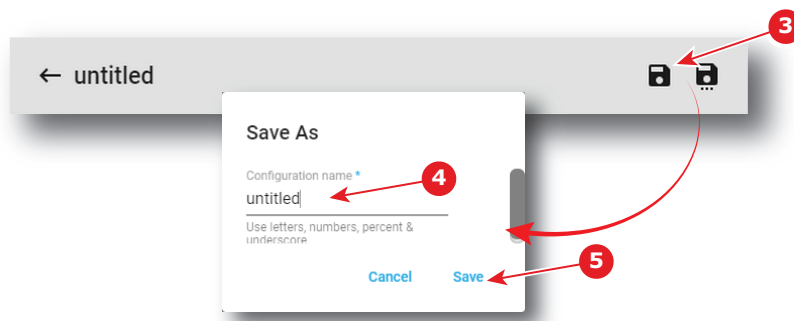 3
← untitled
Save As
Configuration name *
4
untitled
Use letters, numbers, percent &
underscore
Cancel
Save
5